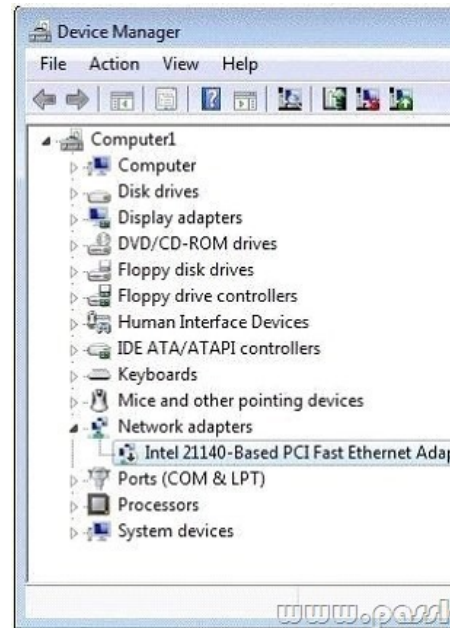 Device Manager
File Action View Help
Computer1
Computer
Disk drives
Display adapters
DVD/CD-ROM drives
Floppy disk drives
Floppy drive controllers
Human Interface Devices
IDE ATA/ATAPI controllers
Keyboards
Mice and other pointing devices
Network adapters
Intel 21140-Based PCI Fast Ethernet Adap
Ports (COM & LPT)
Processors
System devices